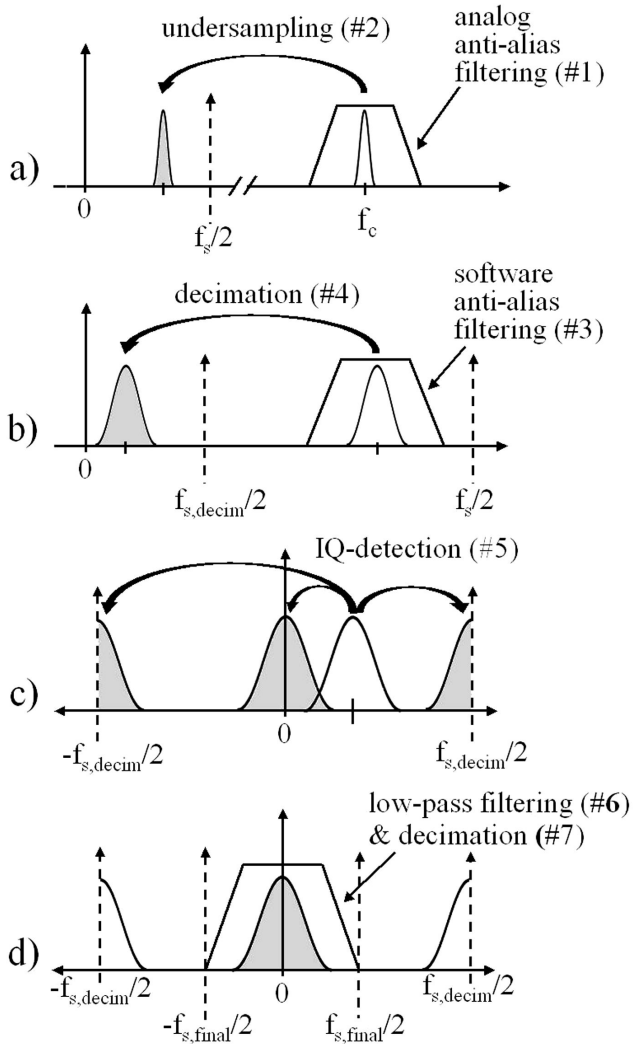 analog
undersampling (#2)
anti-alias
filtering (#1)
a)
0
fs/2
fc
software
decimation (#4)
anti-alias
filtering (#3)
b)
0
fs,decim/2
fs/2
IQ-detection (#5)
c)
0
-fs,decim/2
fs,decim/2
low-pass filtering (#6)
& decimation (#7)
d)
-fs,decim/2
0
fs,decim/2
-fs,final/2
fs,final/2